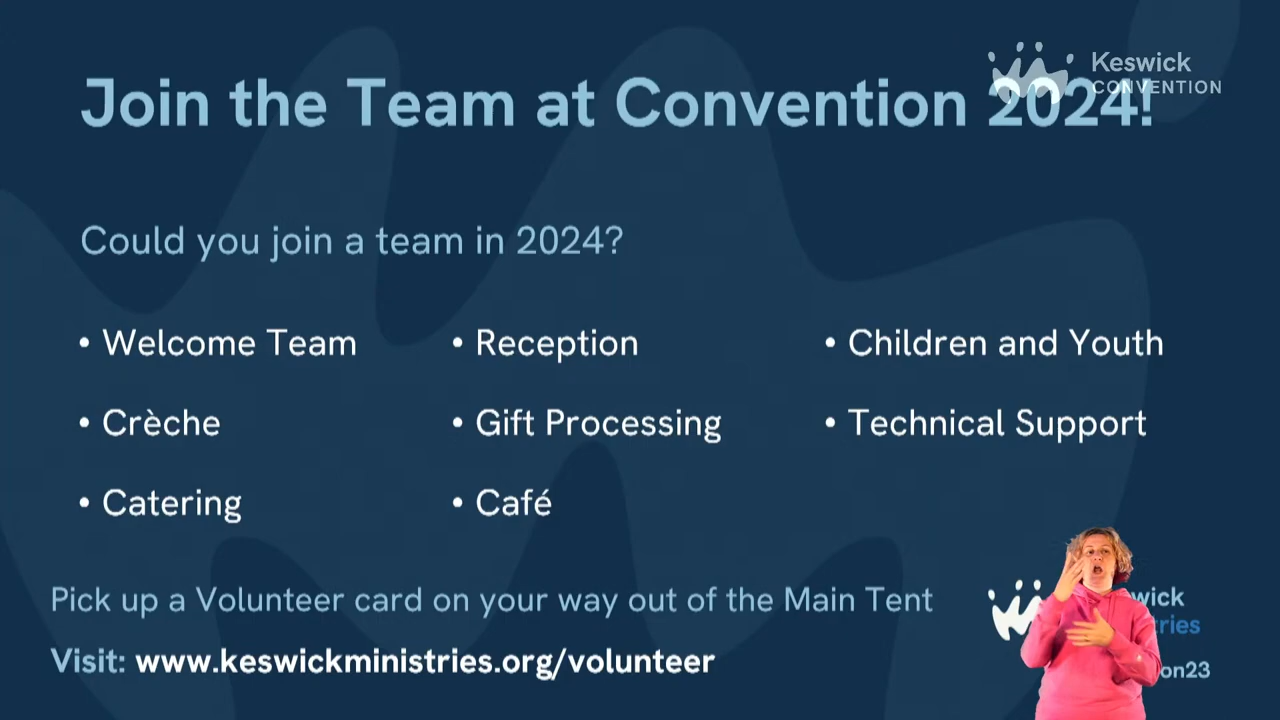 Keswick
CONVENTION
Join the Team at Convention 2024!
Could you join a team in 2024?
• Welcome Team
• Reception
• Children and Youth
• Crèche
• Gift Processing
• Technical Support
• Catering
• Café
Pick up a Volunteer card on your way out of the Main Tent
Visit: www.keswickministries.org/volunteer